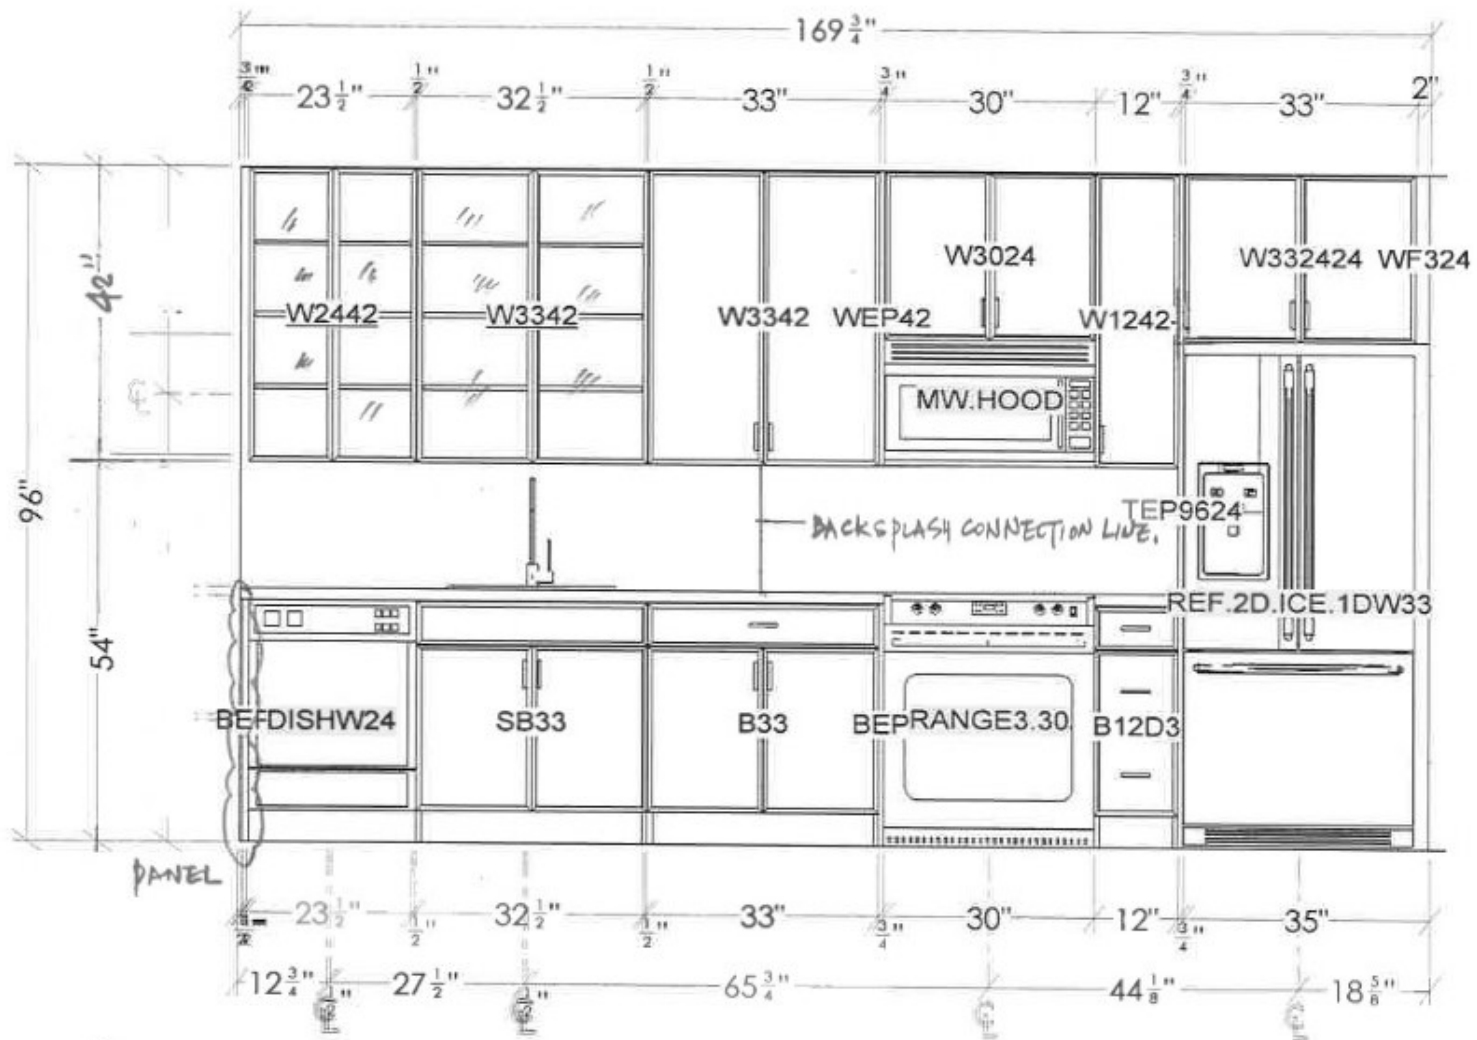 169 3/4"
23 1/2" 1/2" 32 1/2" 1/2" 33" 3/4" 30" 12" 3/4" 33" 2"
42"
96"
54"
W3024 W332424 WF324
W2442 W3342 W3342 WEP42 W1242
MW.HOOD
TEP9624
BACKSPLASH CONNECTION LINE.
REF.2D.ICE.1DW33
DISHW24 SB33 B33 BEP RANGE3.30. B12D3
PANEL
23 1/2" 1/2" 32 1/2" 1/2" 33" 3/4" 30" 12" 3/4" 35"
12 3/4" 27 1/2" 65 3/4" 44 1/8" 18 5/8"